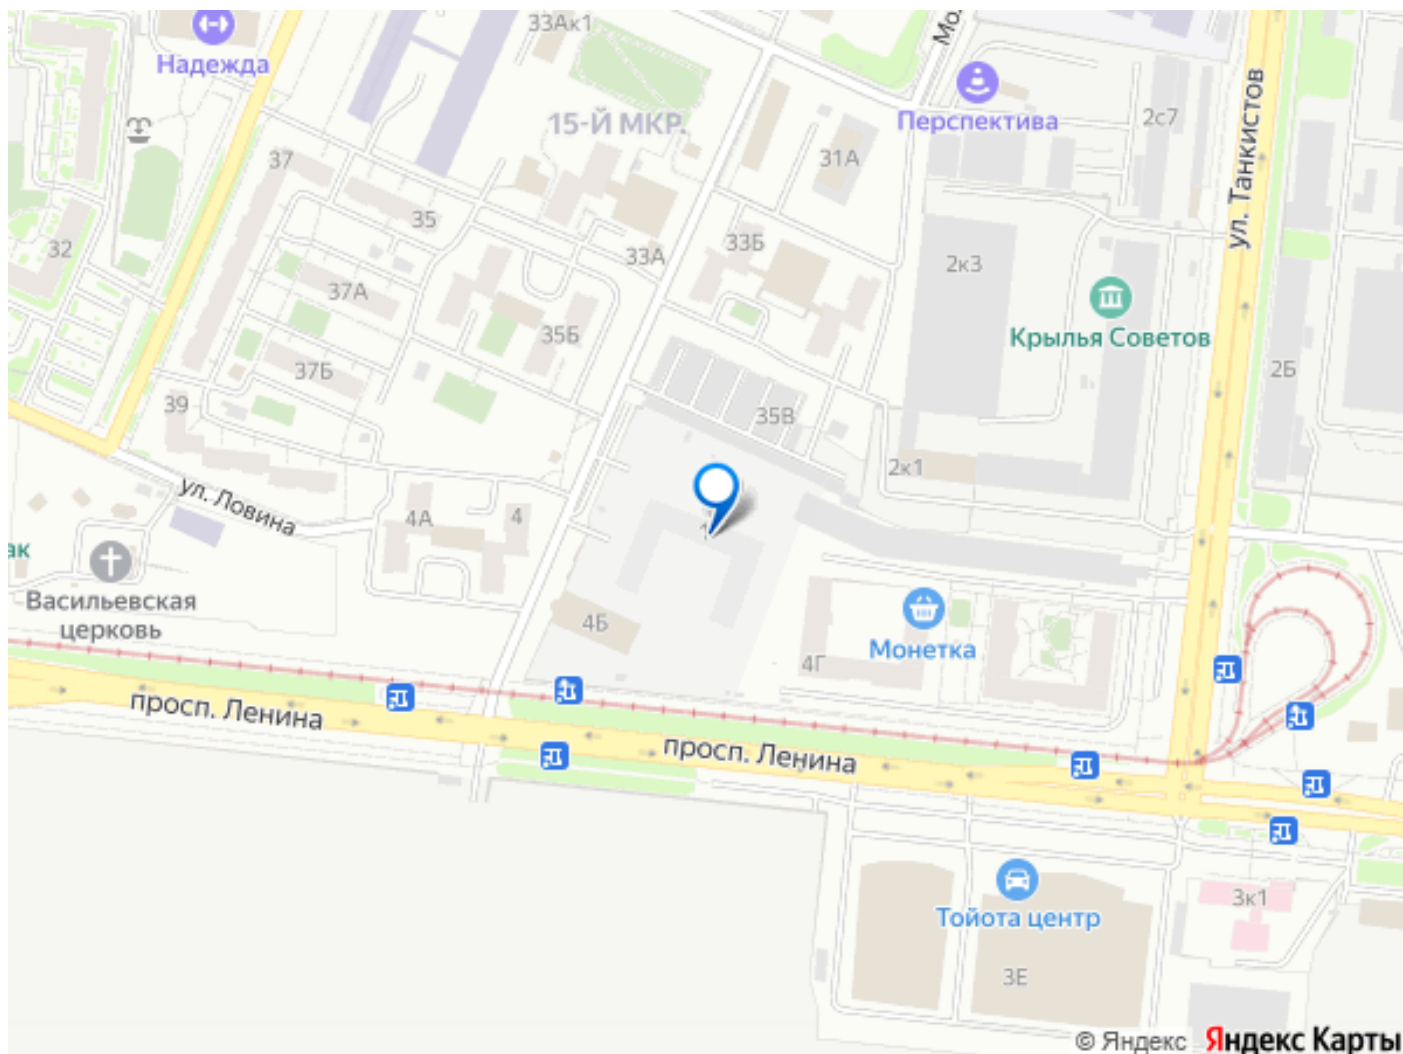 33Ак1
Надежда
15-Й МКР.
Перспектива
2с7
ул. Танкистов
37
31А
35
32
33Б
33А
2к3
37А
Крылья Советов
35Б
37Б
2Б
39
35В
2к1
ул. Ловина
4А
4
ак
Васильевская
церковь
4Б
Монетка
4Г
просп. Ленина
просп. Ленина
3к1
Тойота центр
3Е
© Яндекс Яндекс Карты